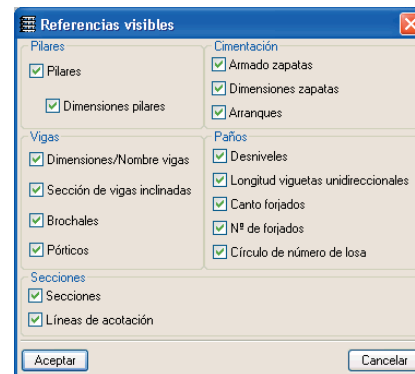 Referencias visibles
Pilares
Pilares
Dimensiones pilares
Cimentación
Armado zapatas
Dimensiones zapatas
Arranques
Vigas
Dimensiones/Nombre vigas
Sección de vigas inclinadas
Brochales
Pórticos
Paños
Desniveles
Longitud viguetas unidireccionales
Canto forjados
Nª de forjados
Círculo de número de losa
Secciones
Secciones
Líneas de acotación
Aceptar
Cancelar